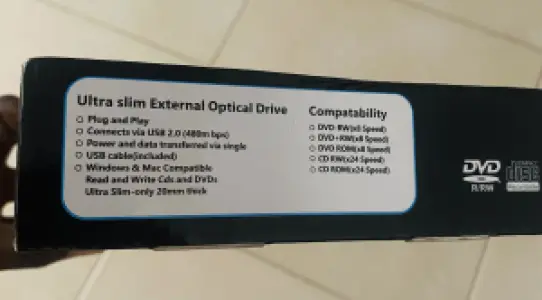 Ultra slim External Optical Drive
Plug and Play
Connects via USB 2.0 (480m bps)
Power and data transferred via single
USB cable(included)
Windows & Mac Compatible
Read and Write Cds and DVDs
Ultra Slim-only 20mm thick
Compatability
DVD RW(x8 Speed)
DVD+RW(x8 Speed)
DVD ROM(x8 Speed)
CD RW(x24 Speed)
CD ROM(x24 Speed)
DVD
R/RW
COMPACT
disc